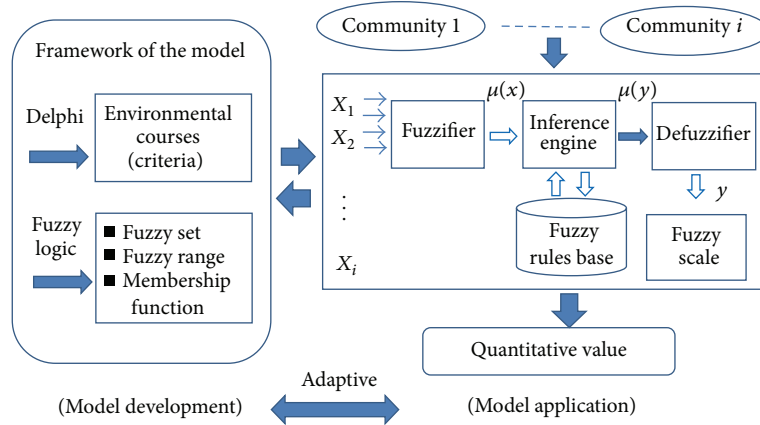 Framework of the model
Delphi
Environmental
courses
(criteria)
Fuzzy
logic
■ Fuzzy set
■ Fuzzy range
■ Membership
function
(Model development)
Adaptive
Community 1
Community i
X1
X2
⋮
Xi
Fuzzifier
μ(x)
Inference
engine
μ(y)
Defuzzifier
y
Fuzzy
rules base
Fuzzy
scale
Quantitative value
(Model application)